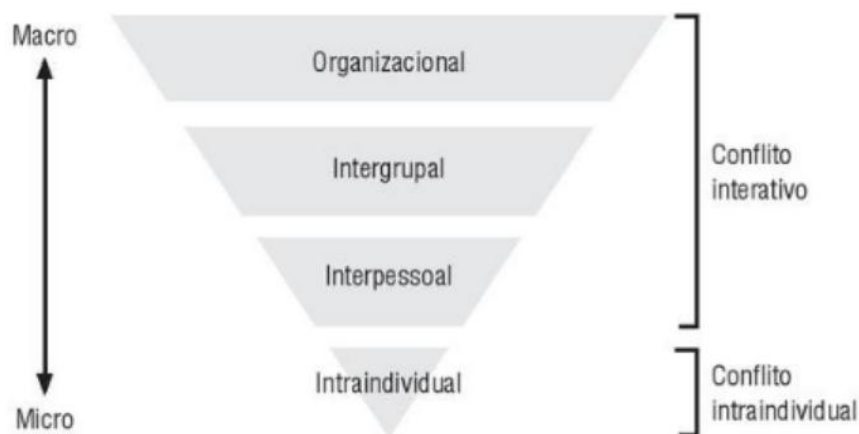 Macro
Organizacional
Intergrupal
Conflito
interativo
Interpessoal
Intraindividual
Conflito
intraindividual
Micro